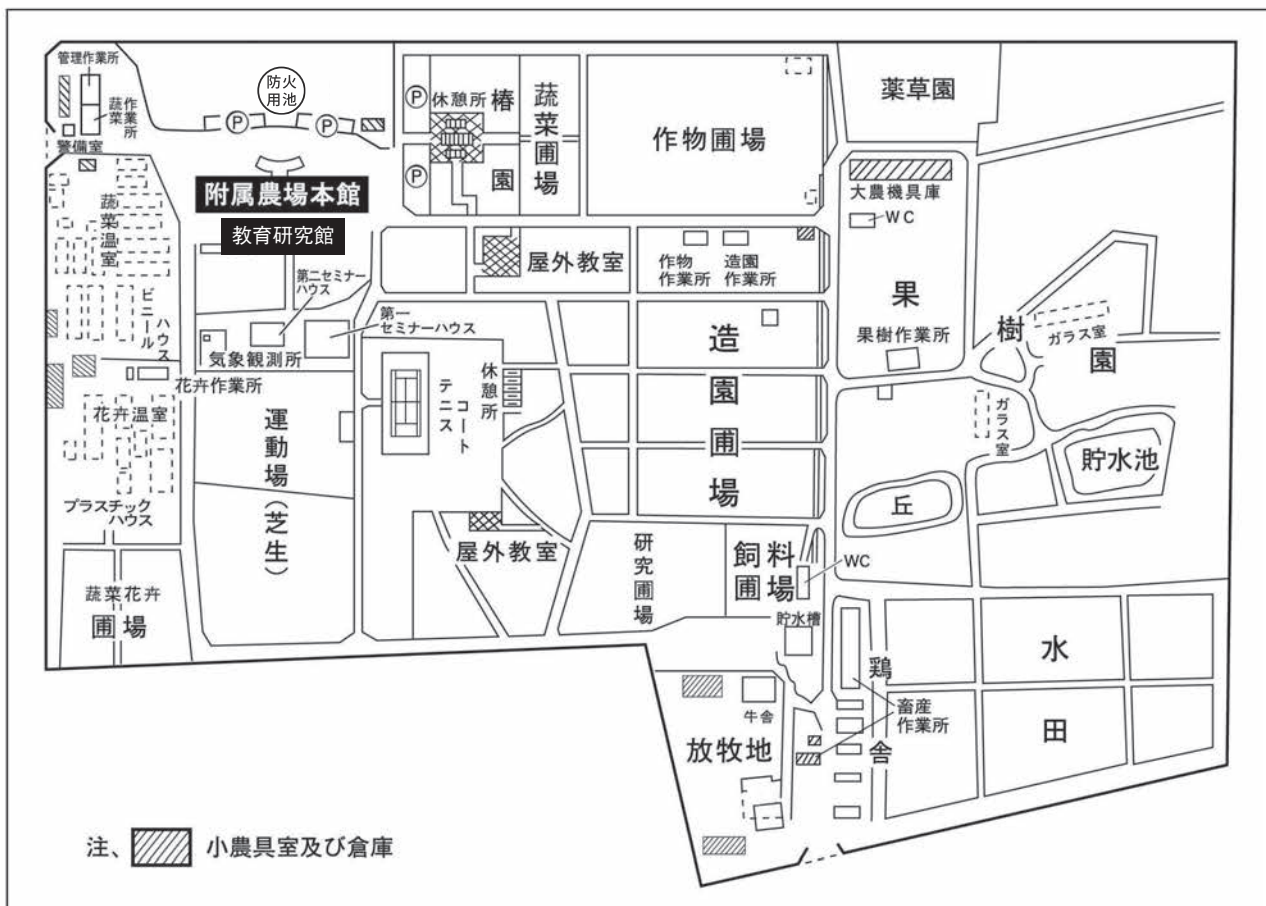 管理作業所
蔬菜
作業所
警備室
防火
用池
P
P
P
P
休憩所
椿園
蔬菜圃場
作物圃場
薬草園
附属農場本館
教育研究館
大農機具庫
WC
蔬菜温室
ビニール
ハウス
第二セミナー
ハウス
第一
セミナーハウス
気象観測所
屋外教室
作物
作業所
造園
作業所
果樹園
果樹作業所
ガラス室
ガラス室
花卉作業所
花卉温室
プラスチック
ハウス
運動場(芝生)
テニス
コート
休憩所
造園圃場
貯水池
丘
屋外教室
研究圃場
飼料
圃場
WC
蔬菜花卉
圃場
貯水槽
鶏舎
水田
牛舎
畜産
作業所
放牧地
注、 小農具室及び倉庫